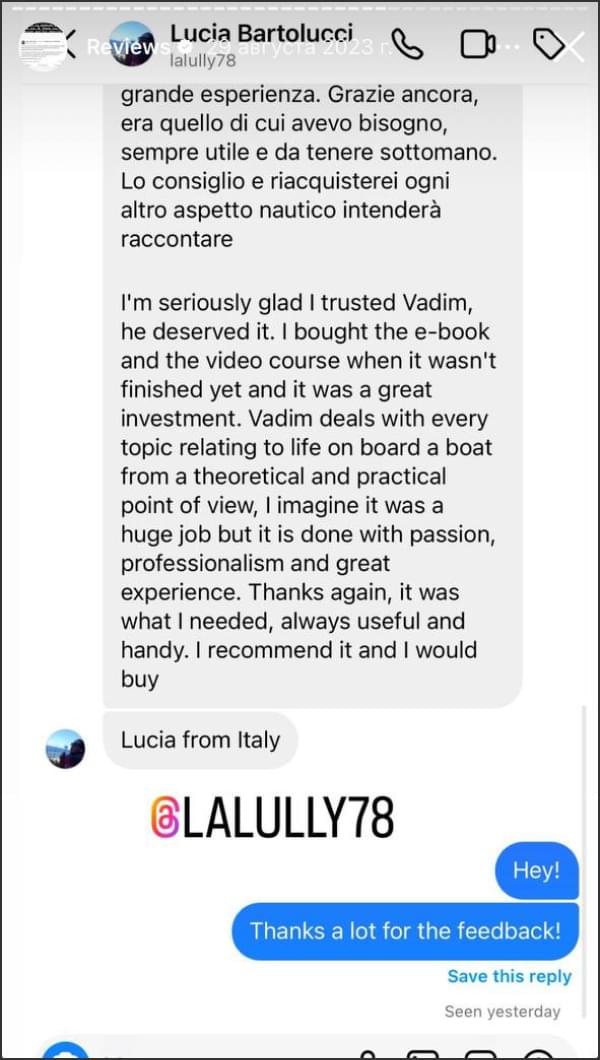 Reviews 29 августа 2023 г.
Lucia Bartolucci
lalully78
grande esperienza. Grazie ancora,
era quello di cui avevo bisogno,
sempre utile e da tenere sottomano.
Lo consiglio e riacquisterei ogni
altro aspetto nautico intenderà
raccontare
I'm seriously glad I trusted Vadim,
he deserved it. I bought the e-book
and the video course when it wasn't
finished yet and it was a great
investment. Vadim deals with every
topic relating to life on board a boat
from a theoretical and practical
point of view, I imagine it was a
huge job but it is done with passion,
professionalism and great
experience. Thanks again, it was
what I needed, always useful and
handy. I recommend it and I would
buy
Lucia from Italy
@LALULLY78
Hey!
Thanks a lot for the feedback!
Save this reply
Seen yesterday